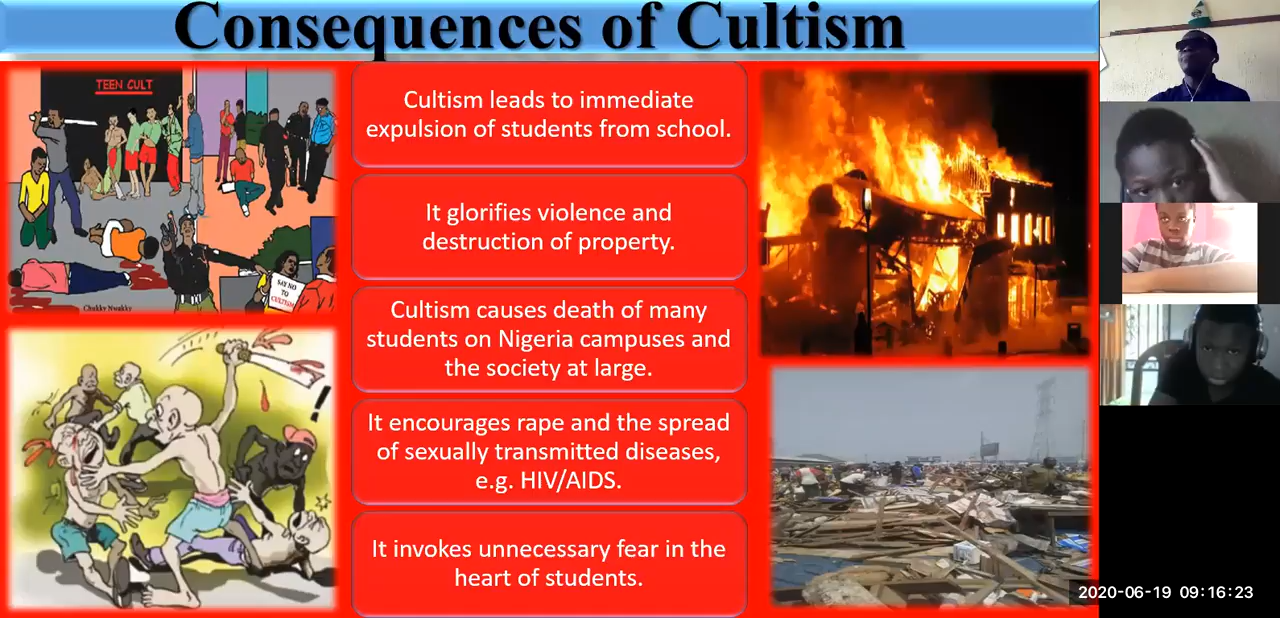 Consequences of Cultism
TEEN CULT
SAY NO
TO
CULTISM
Chukky Nwakky
Cultism leads to immediate
expulsion of students from school.
It glorifies violence and
destruction of property.
Cultism causes death of many
students on Nigeria campuses and
the society at large.
It encourages rape and the spread
of sexually transmitted diseases,
e.g. HIV/AIDS.
It invokes unnecessary fear in the
heart of students.
!
2020-06-19 09:16:23